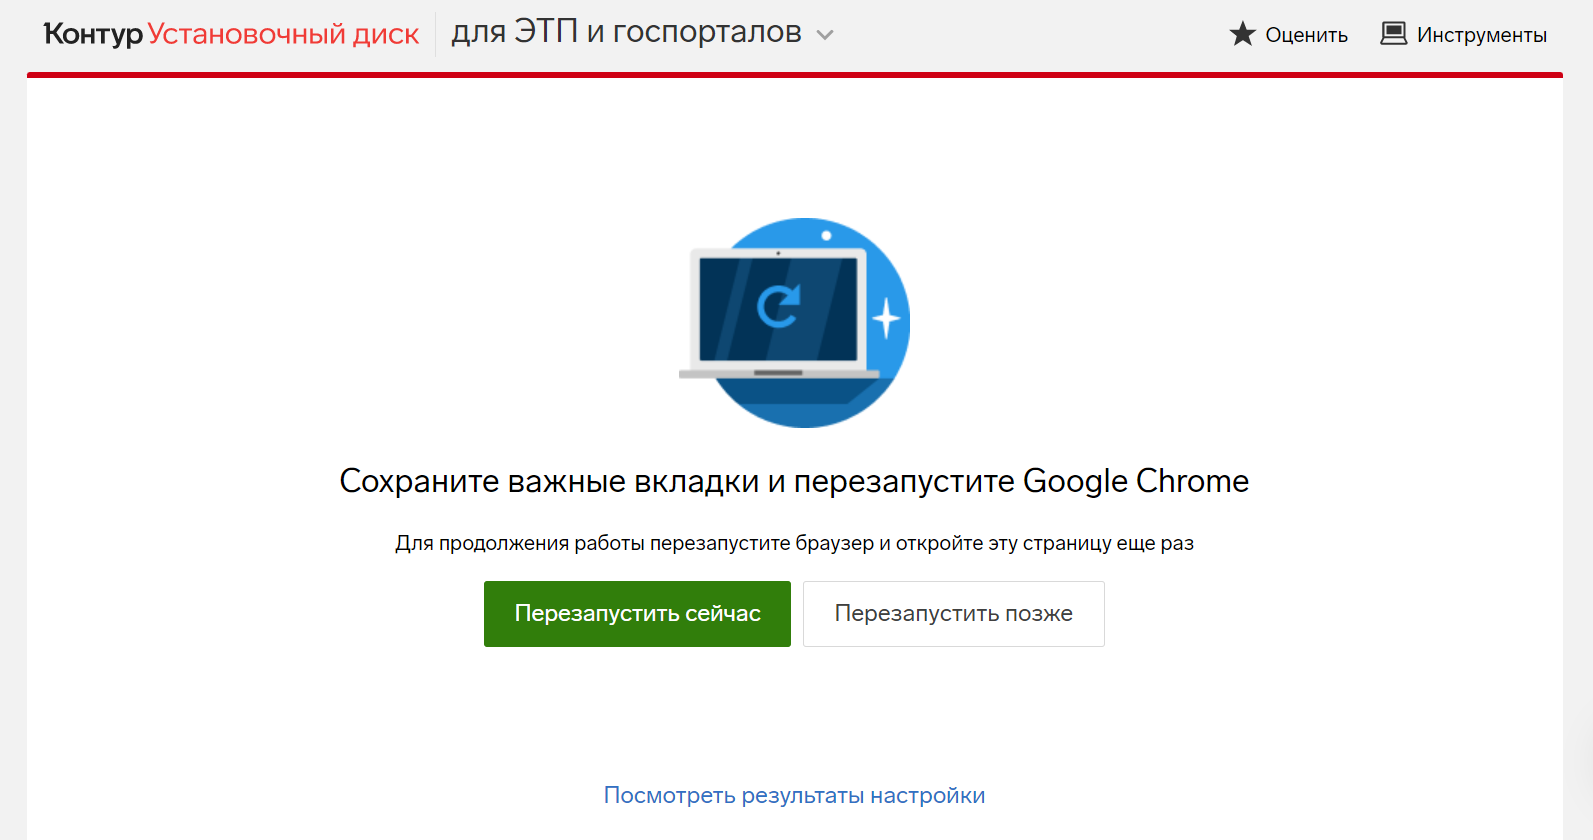 Контур Установочный диск для ЭТП и госпорталов Оценить Инструменты
Сохраните важные вкладки и перезапустите Google Chrome
Для продолжения работы перезапустите браузер и откройте эту страницу еще раз
Перезапустить сейчас Перезапустить позже
Посмотреть результаты настройки